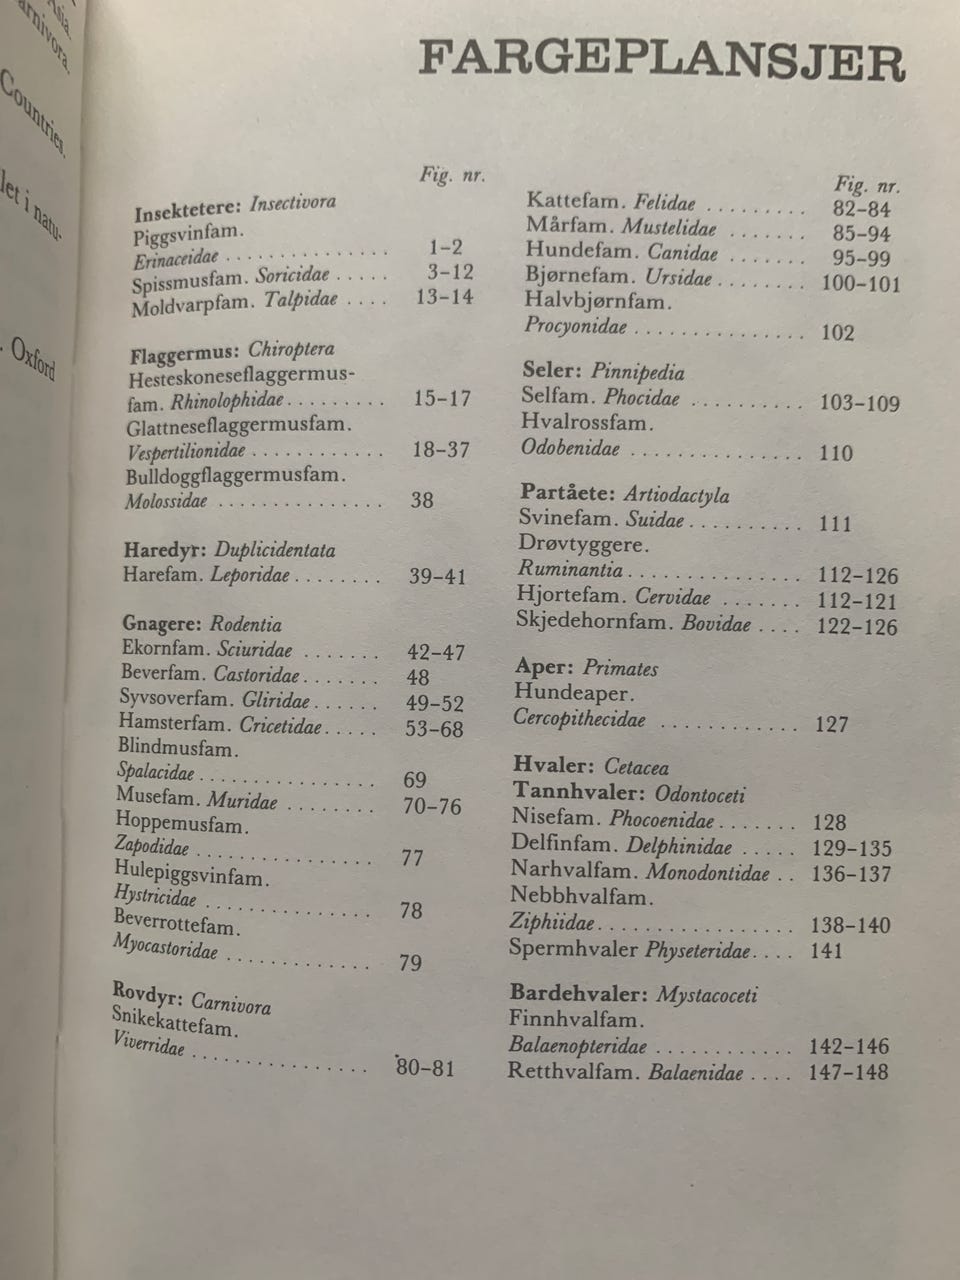 Asia.
arnivora.
Countries.
let i natu-
. Oxford
FARGEPLANSJER
Fig. nr.
Insektetere: Insectivora
Piggsvinfam.
Erinaceidae . . . . . . . . . . . . . . . 1–2
Spissmusfam. Soricidae . . . . . 3–12
Moldvarpfam. Talpidae . . . . 13–14
Flaggermus: Chiroptera
Hesteskoneseflaggermus-
fam. Rhinolophidae . . . . . . . . . 15–17
Glattneseflaggermusfam.
Vespertilionidae . . . . . . . . . . . . 18–37
Bulldoggflaggermusfam.
Molossidae . . . . . . . . . . . . . . . 38
Haredyr: Duplicidentata
Harefam. Leporidae . . . . . . . . 39–41
Gnagere: Rodentia
Ekornfam. Sciuridae . . . . . . . 42–47
Beverfam. Castoridae . . . . . . . 48
Syvsoverfam. Gliridae . . . . . . 49–52
Hamsterfam. Cricetidae . . . . . 53–68
Blindmusfam.
Spalacidae . . . . . . . . . . . . . . . 69
Musefam. Muridae . . . . . . . . 70–76
Hoppemusfam.
Zapodidae . . . . . . . . . . . . . . . 77
Hulepiggsvinfam.
Hystricidae . . . . . . . . . . . . . . 78
Beverrottefam.
Myocastoridae . . . . . . . . . . . . 79
Rovdyr: Carnivora
Snikekattefam.
Viverridae . . . . . . . . . . . . . . . 80–81
Fig. nr.
Kattefam. Felidae . . . . . . . . . 82–84
Mårfam. Mustelidae . . . . . . . 85–94
Hundefam. Canidae . . . . . . . 95–99
Bjørnefam. Ursidae . . . . . . . . 100–101
Halvbjørnfam.
Procyonidae . . . . . . . . . . . . . . 102
Seler: Pinnipedia
Selfam. Phocidae . . . . . . . . . . 103–109
Hvalrossfam.
Odobenidae . . . . . . . . . . . . . . 110
Partåete: Artiodactyla
Svinefam. Suidae . . . . . . . . . . 111
Drøvtyggere.
Ruminantia . . . . . . . . . . . . . . 112–126
Hjortefam. Cervidae . . . . . . . 112–121
Skjedehornfam. Bovidae . . . . 122–126
Aper: Primates
Hundeaper.
Cercopithecidae . . . . . . . . . . . . 127
Hvaler: Cetacea
Tannhvaler: Odontoceti
Nisefam. Phocoenidae . . . . . . . 128
Delfinfam. Delphinidae . . . . . 129–135
Narhvalfam. Monodontidae . . 136–137
Nebbhvalfam.
Ziphiidae . . . . . . . . . . . . . . . . . 138–140
Spermhvaler Physeteridae . . . . 141
Bardehvaler: Mystacoceti
Finnhvalfam.
Balaenopteridae . . . . . . . . . . . . 142–146
Retthvalfam. Balaenidae . . . . 147–148